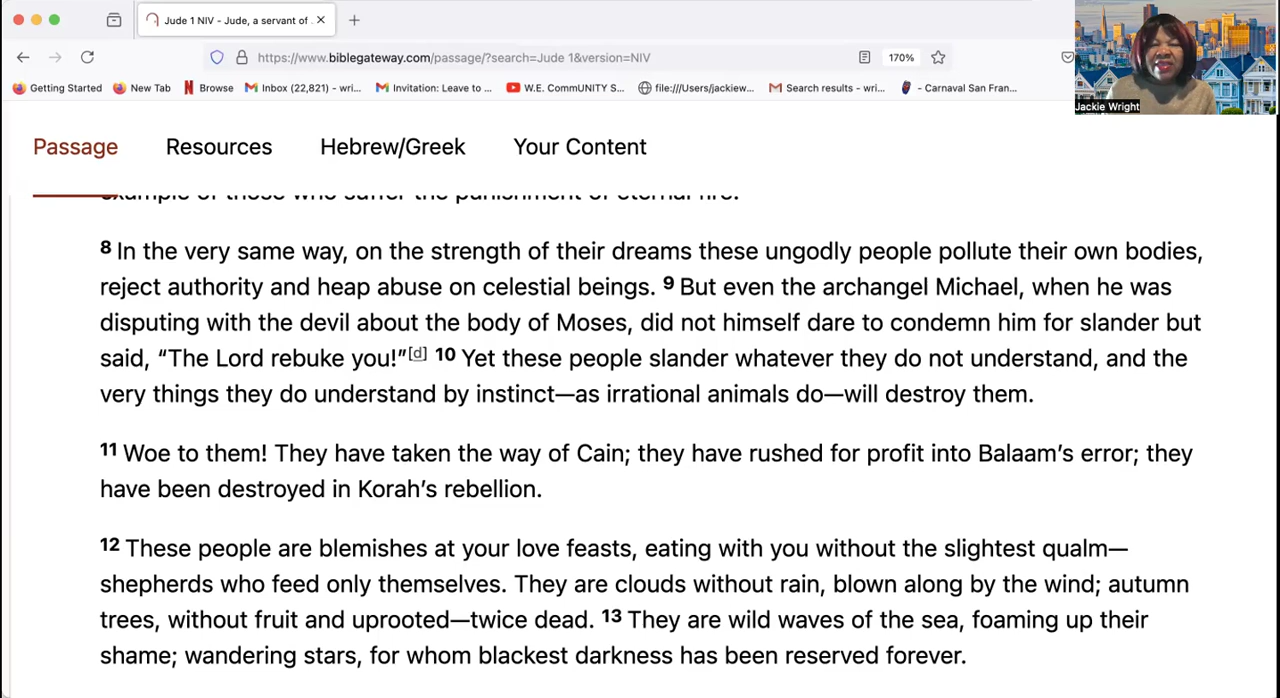 Jude 1 NIV - Jude, a servant of
https://www.biblegateway.com/passage/?search=Jude 1&version=NIV
170%
Getting Started
New Tab
Browse
Inbox (22,821) - wri...
Invitation: Leave to ...
W.E. CommUNITY S...
file:///Users/jackiew...
Search results - wri...
- Carnaval San Fran...
Jackie Wright
Passage
Resources
Hebrew/Greek
Your Content
example of those who suffer the punishment of eternal fire.
8 In the very same way, on the strength of their dreams these ungodly people pollute their own bodies,
reject authority and heap abuse on celestial beings. 9 But even the archangel Michael, when he was
disputing with the devil about the body of Moses, did not himself dare to condemn him for slander but
said, “The Lord rebuke you!”[d] 10 Yet these people slander whatever they do not understand, and the
very things they do understand by instinct—as irrational animals do—will destroy them.
11 Woe to them! They have taken the way of Cain; they have rushed for profit into Balaam’s error; they
have been destroyed in Korah’s rebellion.
12 These people are blemishes at your love feasts, eating with you without the slightest qualm—
shepherds who feed only themselves. They are clouds without rain, blown along by the wind; autumn
trees, without fruit and uprooted—twice dead. 13 They are wild waves of the sea, foaming up their
shame; wandering stars, for whom blackest darkness has been reserved forever.